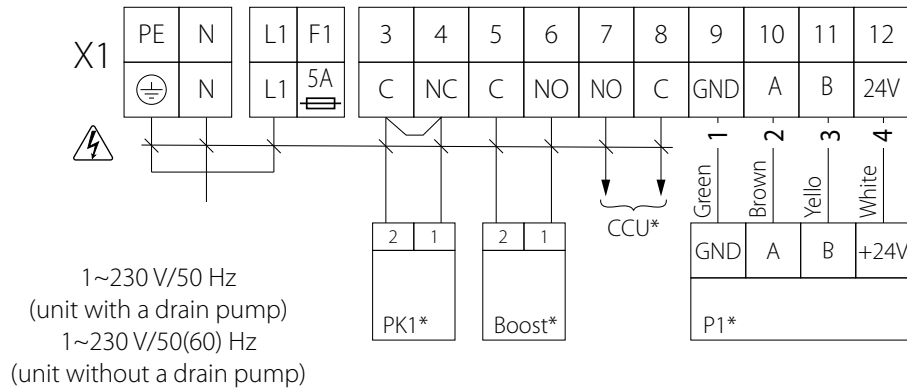 X1
PE N L1 F1 3 4 5 6 7 8 9 10 11 12
N L1 5A C NC C NO NO C GND A B 24V
1 2 3 4
Green Brown Yello White
CCU*
2 1 2 1 GND A B +24V
PK1* Boost* P1*
1~230 V/50 Hz
(unit with a drain pump)
1~230 V/50(60) Hz
(unit without a drain pump)